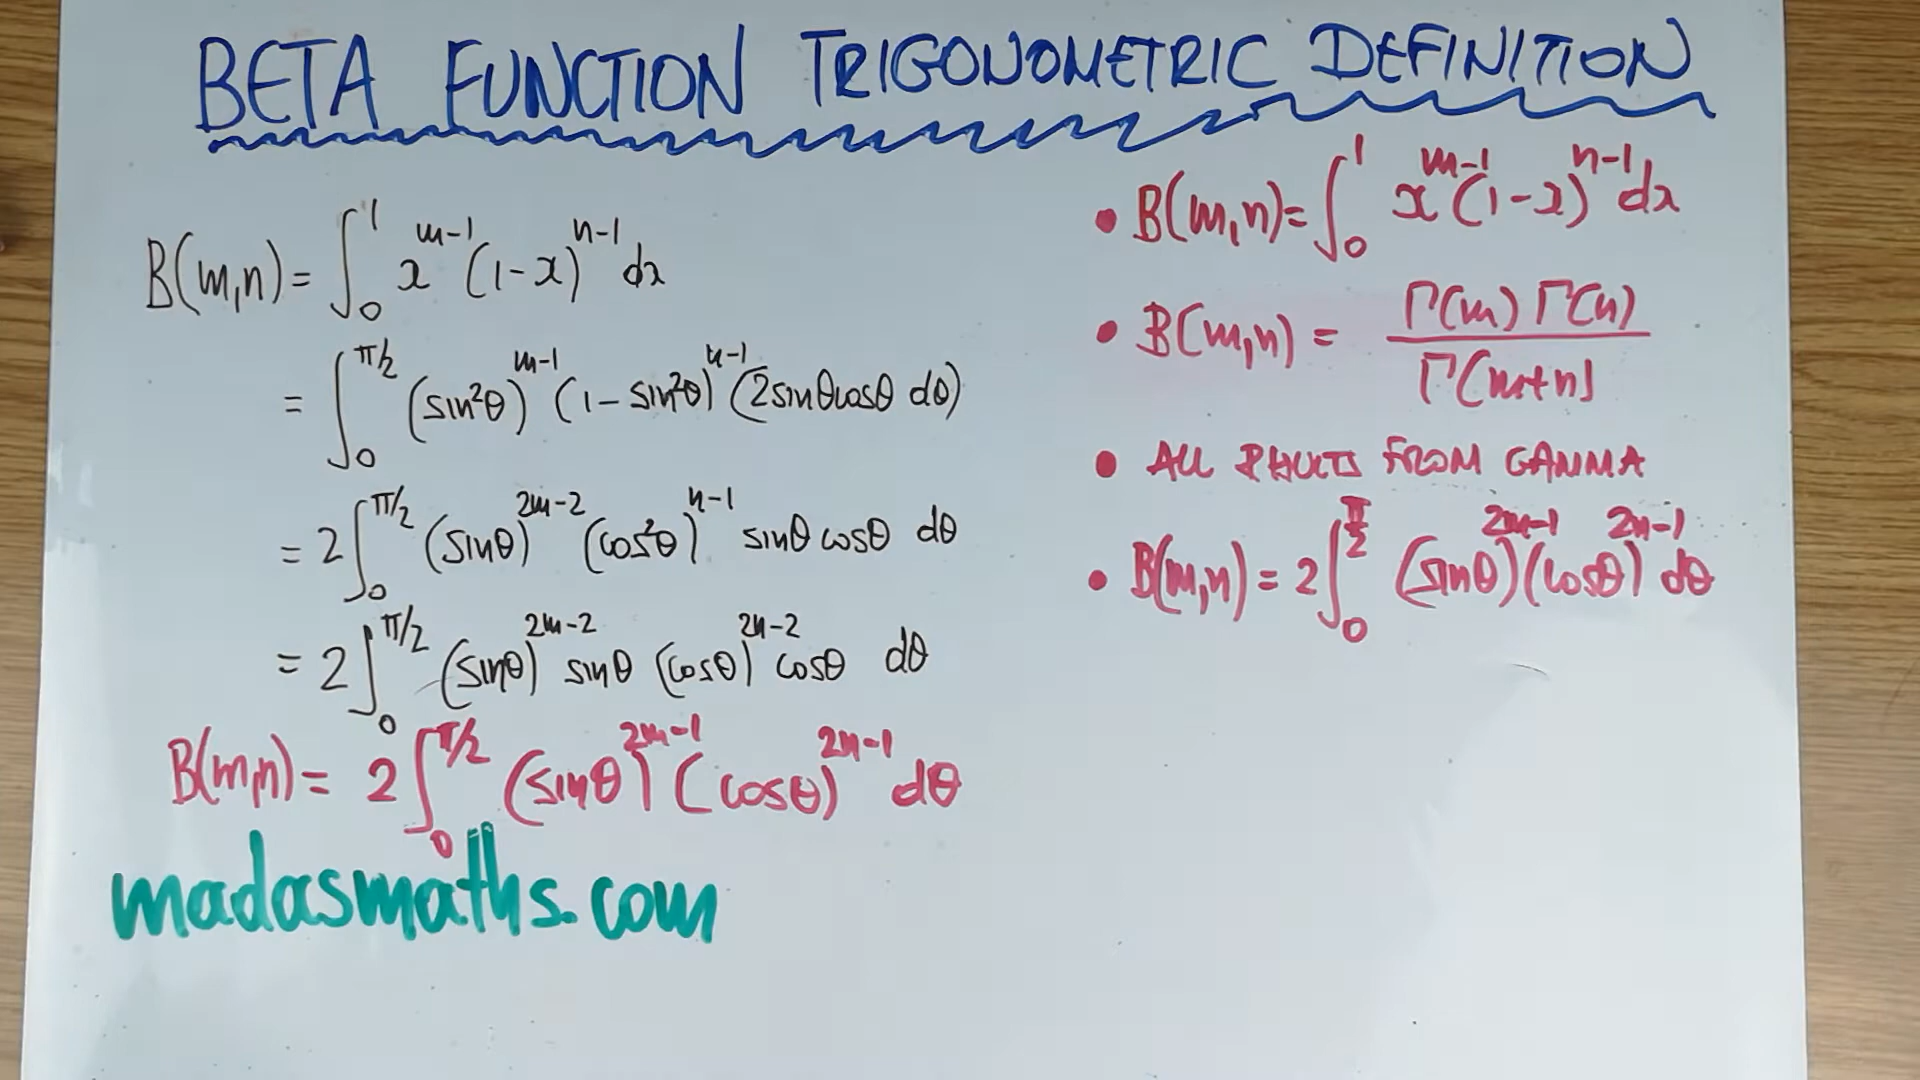 BETA FUNCTION TRIGONOMETRIC DEFINITION
B(m,n) = ∫₀¹ x^(m-1) (1-x)^(n-1) dx
= ∫₀^(π/2) (sin²θ)^(m-1) (1-sin²θ)^(n-1) (2sinθcosθ dθ)
= 2∫₀^(π/2) (sinθ)^(2m-2) (cos²θ)^(n-1) sinθ cosθ dθ
= 2∫₀^(π/2) (sinθ)^(2m-2) sinθ (cosθ)^(2n-2) cosθ dθ
B(m,n) = 2∫₀^(π/2) (sinθ)^(2m-1) (cosθ)^(2n-1) dθ
madasmaths.com
• B(m,n) = ∫₀¹ x^(m-1) (1-x)^(n-1) dx
• B(m,n) = Γ(m) Γ(n) / Γ(m+n)
• ALL RESULTS FROM GAMMA
• B(m,n) = 2∫₀^(π/2) (sinθ)^(2m-1) (cosθ)^(2n-1) dθ